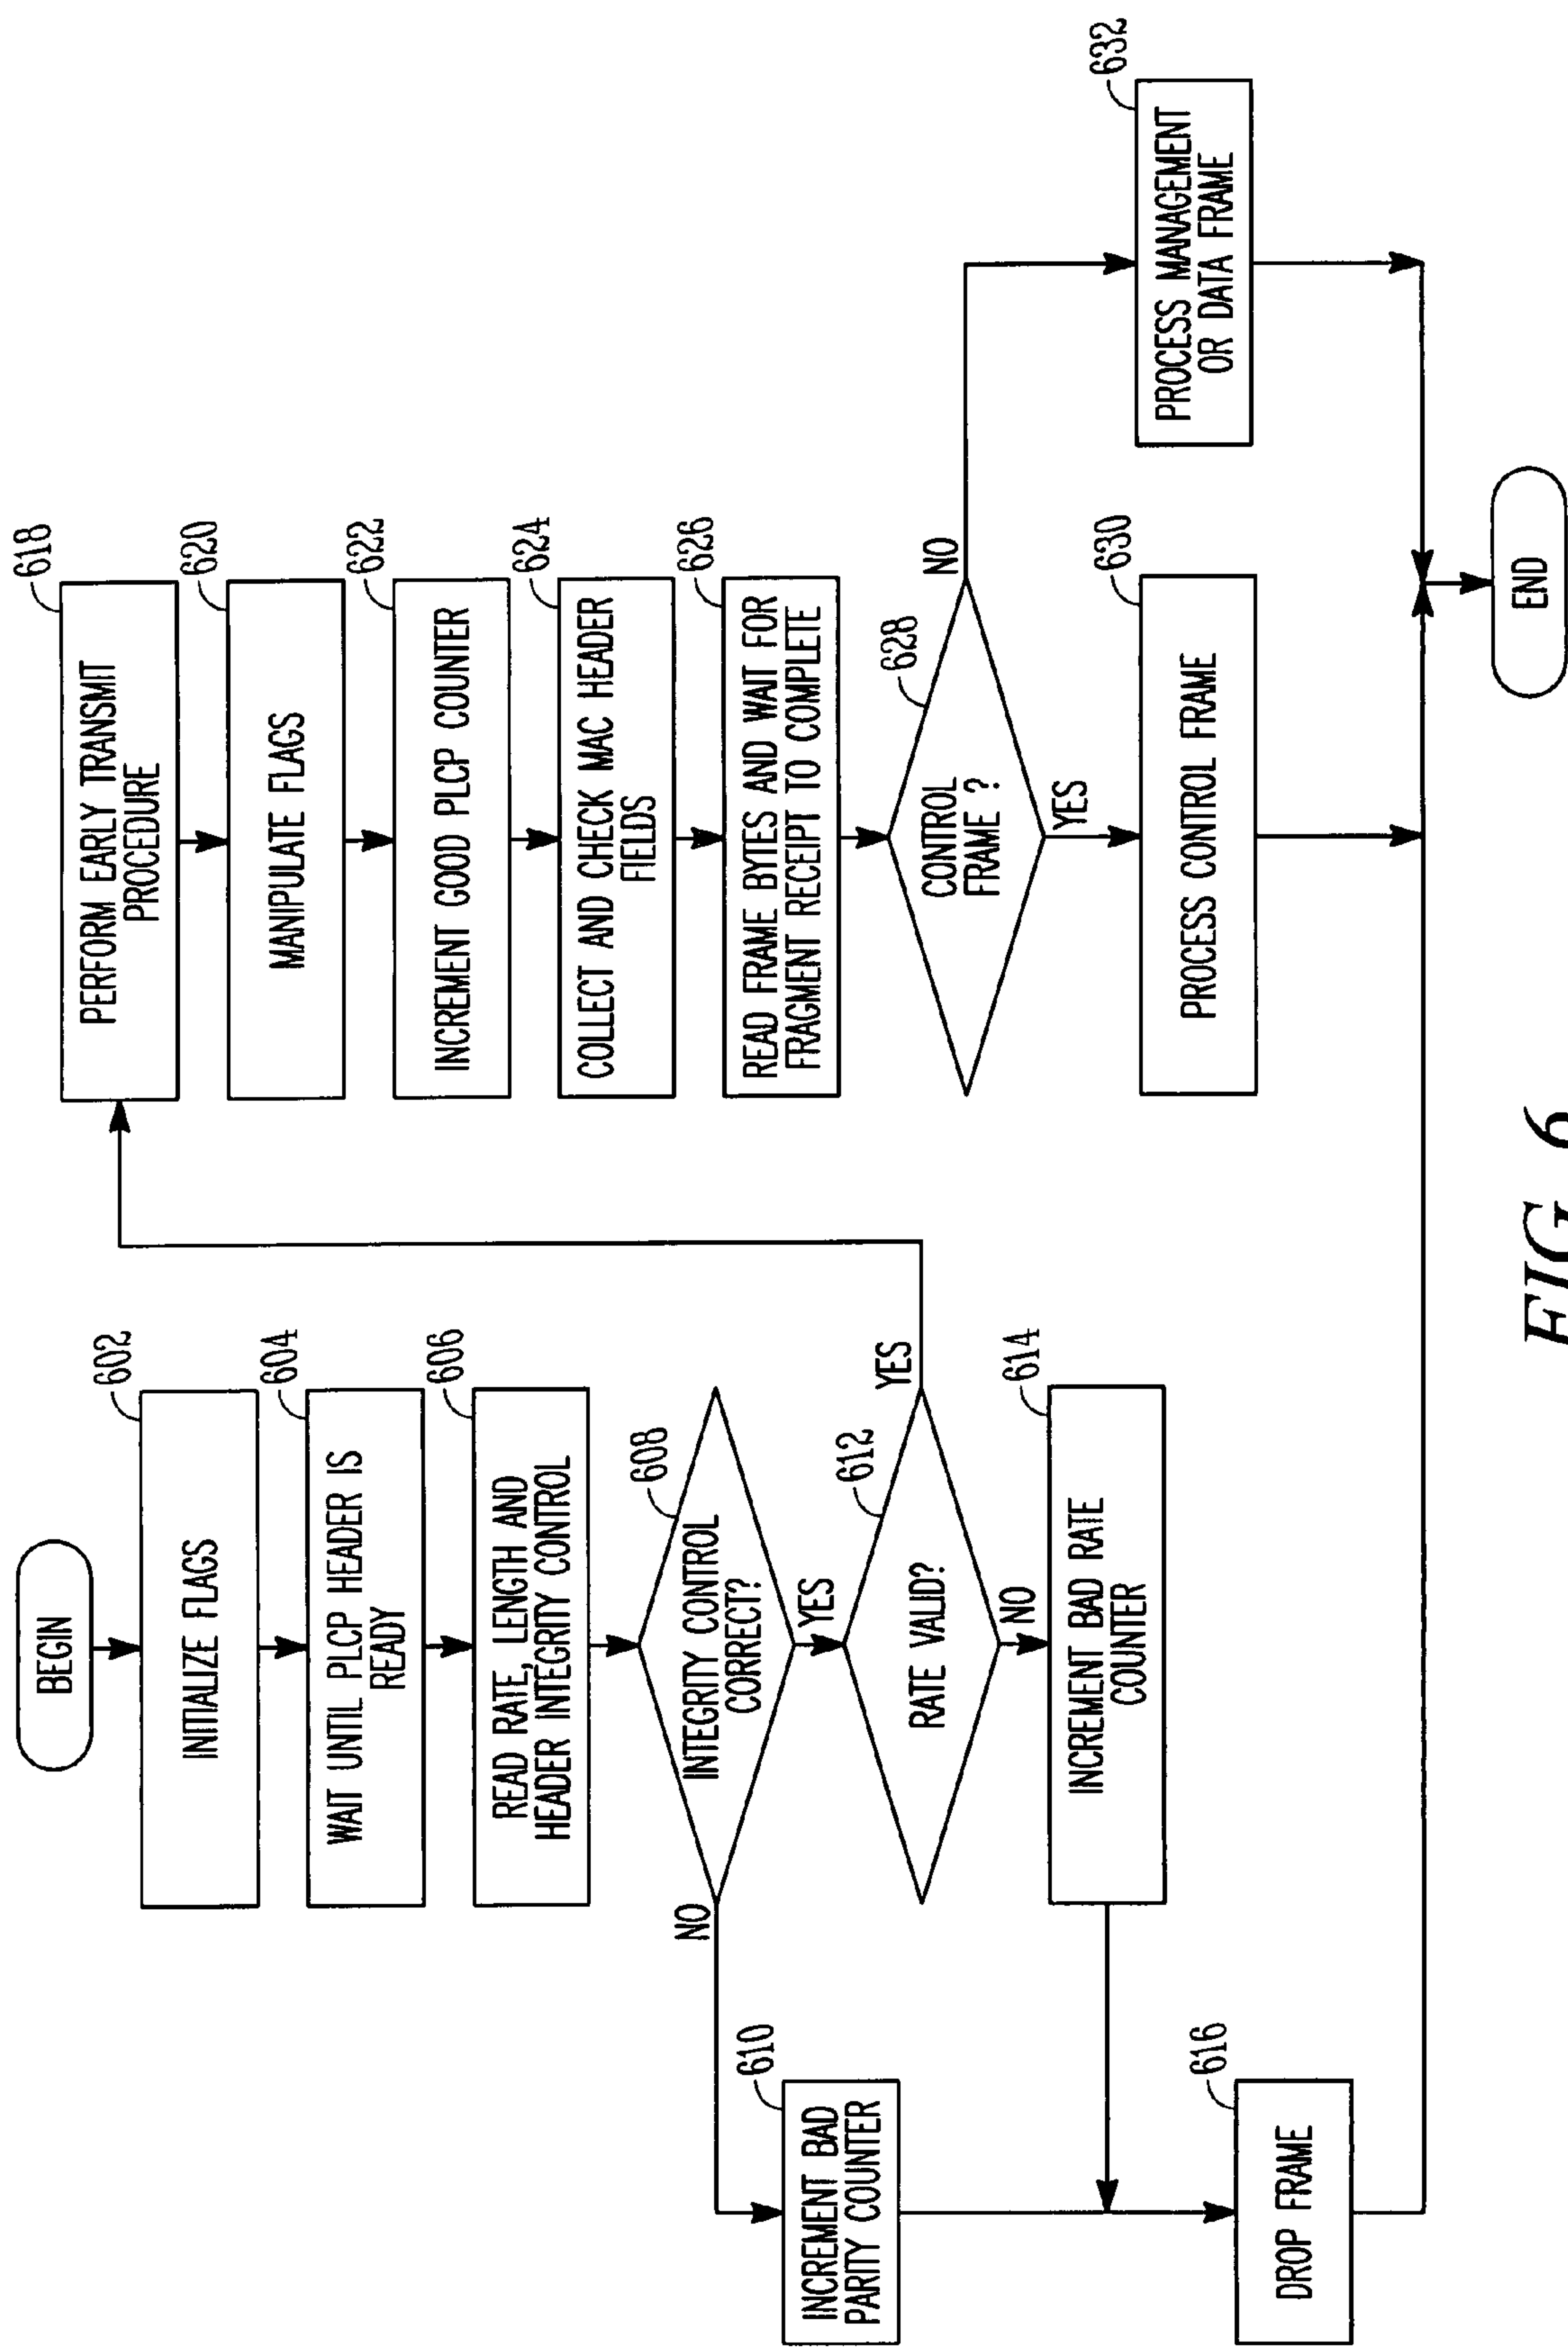 BEGIN
602
INITIALIZE FLAGS
604
WAIT UNTIL PLCP HEADER IS
READY
606
READ RATE, LENGTH AND
HEADER INTEGRITY CONTROL
608
INTEGRITY CONTROL
CORRECT?
NO
YES
610
INCREMENT BAD
PARITY COUNTER
612
RATE VALID?
YES
NO
614
INCREMENT BAD RATE
COUNTER
616
DROP FRAME
618
PERFORM EARLY TRANSMIT
PROCEDURE
620
MANIPULATE FLAGS
622
INCREMENT GOOD PLCP COUNTER
624
COLLECT AND CHECK MAC HEADER
FIELDS
626
READ FRAME BYTES AND WAIT FOR
FRAGMENT RECEIPT TO COMPLETE
628
CONTROL
FRAME ?
NO
YES
630
PROCESS CONTROL FRAME
632
PROCESS MANAGEMENT
OR DATA FRAME
END
FIG. 6